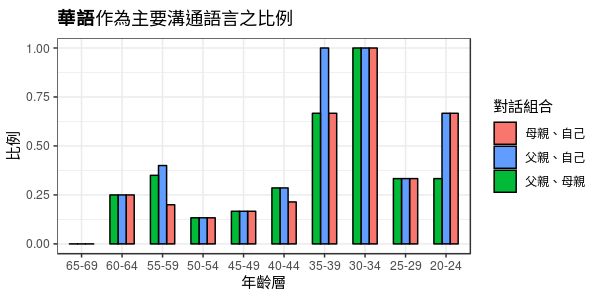 華語作為主要溝通語言之比例
1.00
0.75
0.50
0.25
0.00
比例
65-69 60-64 55-59 50-54 45-49 40-44 35-39 30-34 25-29 20-24
年齡層
對話組合
母親、自己
父親、自己
父親、母親